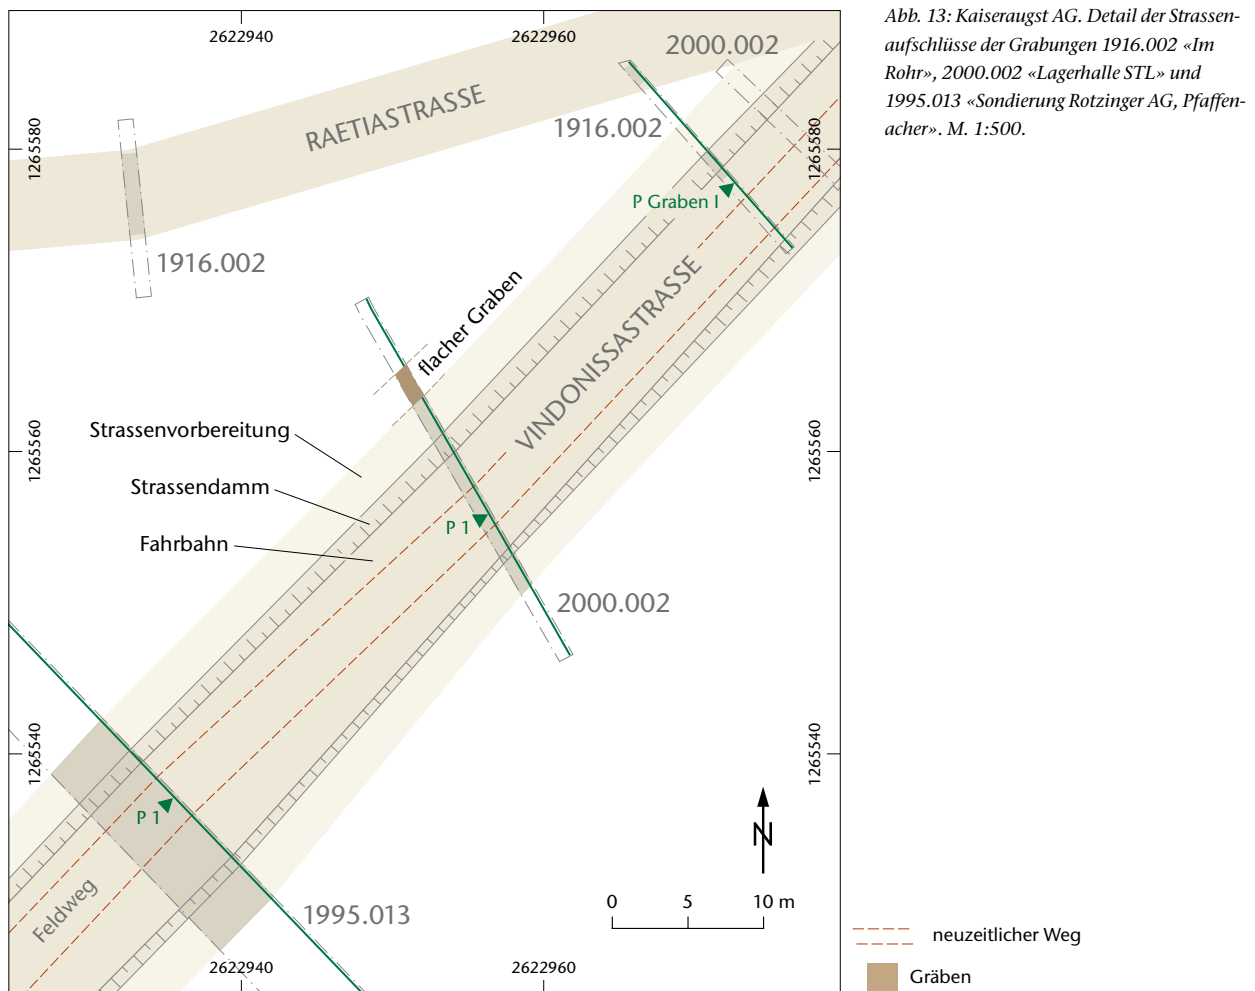 2622940
2622960
2000.002
1265580
RAETIASTRASSE
1916.002
1265580
P Graben I
1916.002
VINDONISSASTRASSE
flacher Graben
Strassenvorbereitung
1265560
1265560
Strassendamm
P 1
Fahrbahn
2000.002
1265540
1265540
P 1
N
Feldweg
1995.013
0 5 10 m
2622940
2622960
Abb. 13: Kaiseraugst AG. Detail der Strassen-
aufschlüsse der Grabungen 1916.002 «Im
Rohr», 2000.002 «Lagerhalle STL» und
1995.013 «Sondierung Rotzinger AG, Pfaffen-
acher». M. 1:500.
neuzeitlicher Weg
Gräben